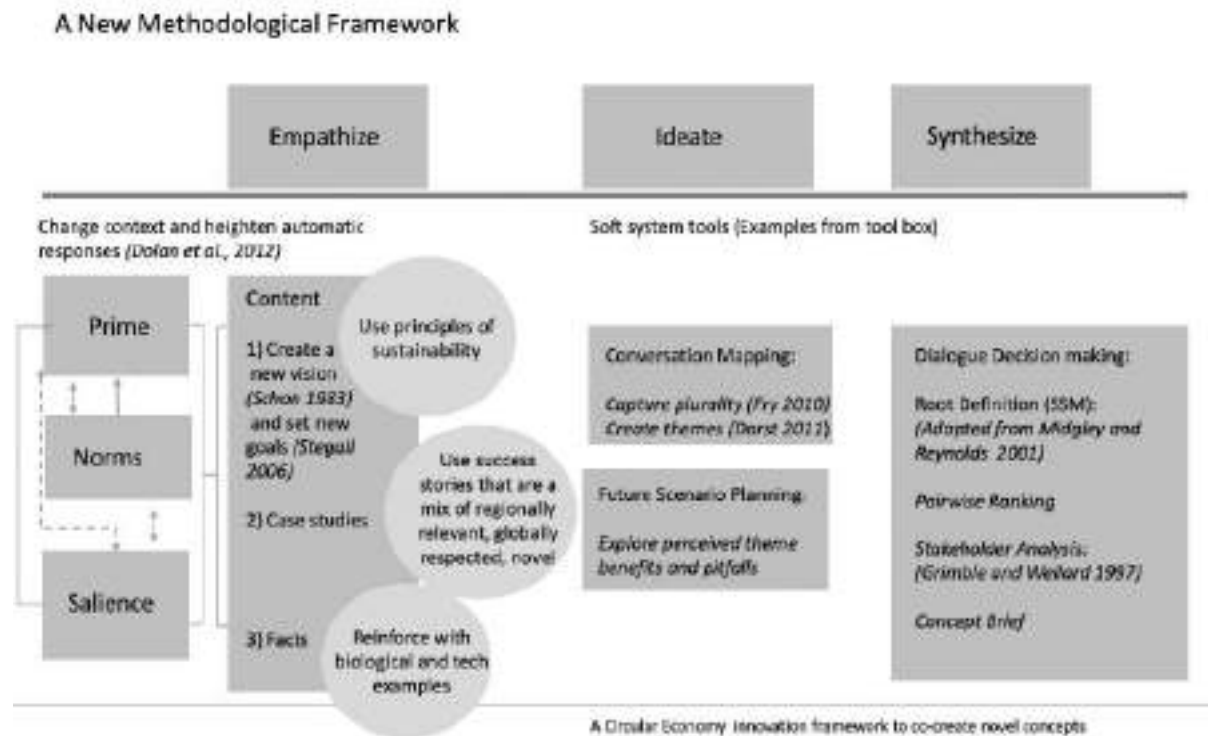 A New Methodological Framework
Empathize
Ideate
Synthesize
Change context and heighten automatic
responses (Dolan et al., 2012)
Soft system tools (Examples from tool box)
Prime
Norms
Salience
Content
1) Create a
new vision
(Schon 1983)
and set new
goals (Stegall
2006)
2) Case studies
3) Facts
Use principles of
sustainability
Use success
stories that are a
mix of regionally
relevant, globally
respected, novel
Reinforce with
biological and tech
examples
Conversation Mapping:
Capture plurality (Fry 2010)
Create themes (Dorst 2011)
Future Scenario Planning
Explore perceived theme
benefits and pitfalls
Dialogue Decision making:
Root Definition (SSM):
(Adapted from Midgley and
Reynolds 2001)
Pairwise Ranking
Stakeholder Analysis:
(Grimble and Wellard 1997)
Concept Brief
A Circular Economy innovation framework to co-create novel concepts